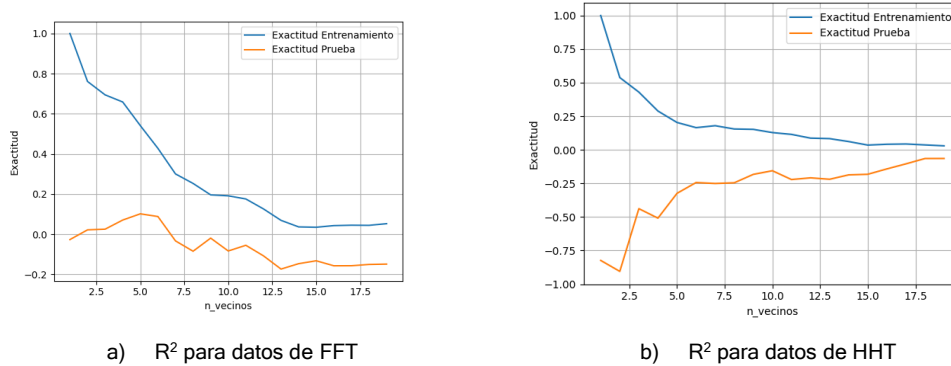 Exactitud Entrenamiento
Exactitud Prueba
1.0
0.8
0.6
0.4
0.2
0.0
−0.2
Exactitud
2.5 5.0 7.5 10.0 12.5 15.0 17.5
n_vecinos
a) R² para datos de FFT
Exactitud Entrenamiento
Exactitud Prueba
1.00
0.75
0.50
0.25
0.00
−0.25
−0.50
−0.75
−1.00
Exactitud
2.5 5.0 7.5 10.0 12.5 15.0 17.5
n_vecinos
b) R² para datos de HHT